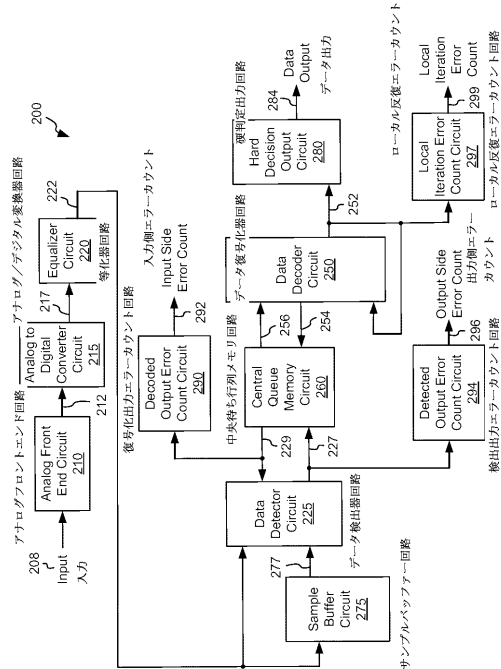 200
208
Input
入力
アナログフロントエンド回路
Analog Front
End Circuit
210
212
アナログ/デジタル変換器回路
Analog to
Digital
Converter
Circuit
215
217
Equalizer
Circuit
220
等化器回路
222
復号化出力エラーカウント回路
Decoded
Output Error
Count Circuit
290
292
Input Side
Error Count
入力側エラーカウント
Sample
Buffer
Circuit
275
サンプルバッファー回路
277
Data
Detector
Circuit
225
データ検出器回路
229
227
中央待ち行列メモリ回路
Central
Queue
Memory
Circuit
260
256
254
データ復号化器回路
Data
Decoder
Circuit
250
252
硬判定出力回路
Hard
Decision
Output
Circuit
280
284
Data
Output
データ出力
検出出力エラーカウント回路
Detected
Output Error
Count Circuit
294
296
Output Side
Error Count
出力側エラー
カウント
Local
Iteration Error
Count Circuit
297
ローカル反復エラーカウント回路
299
Local
Iteration Error
Count
ローカル反復エラーカウント